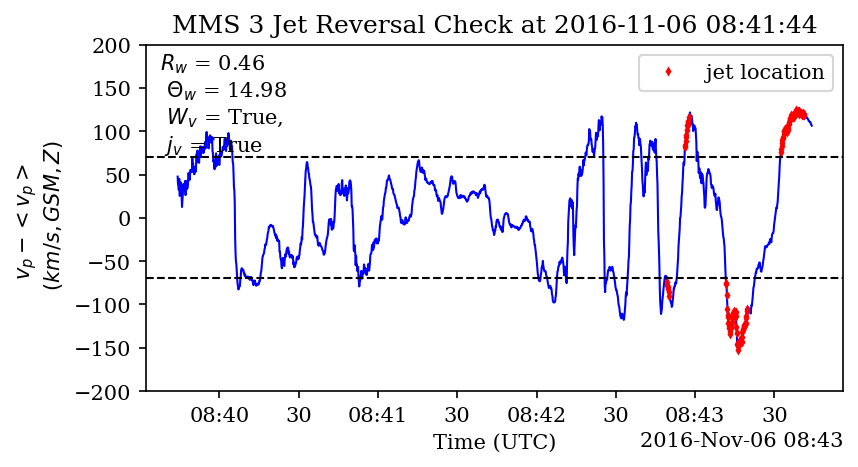 MMS 3 Jet Reversal Check at 2016-11-06 08:41:44
R_w = 0.46
Θ_w = 14.98
W_v = True,
j_v = True
jet location
200
150
100
50
0
−50
−100
−150
−200
v_p − < v_p >
(km/s, GSM, Z)
08:40 30 08:41 30 08:42 30 08:43 30
Time (UTC)
2016-Nov-06 08:43